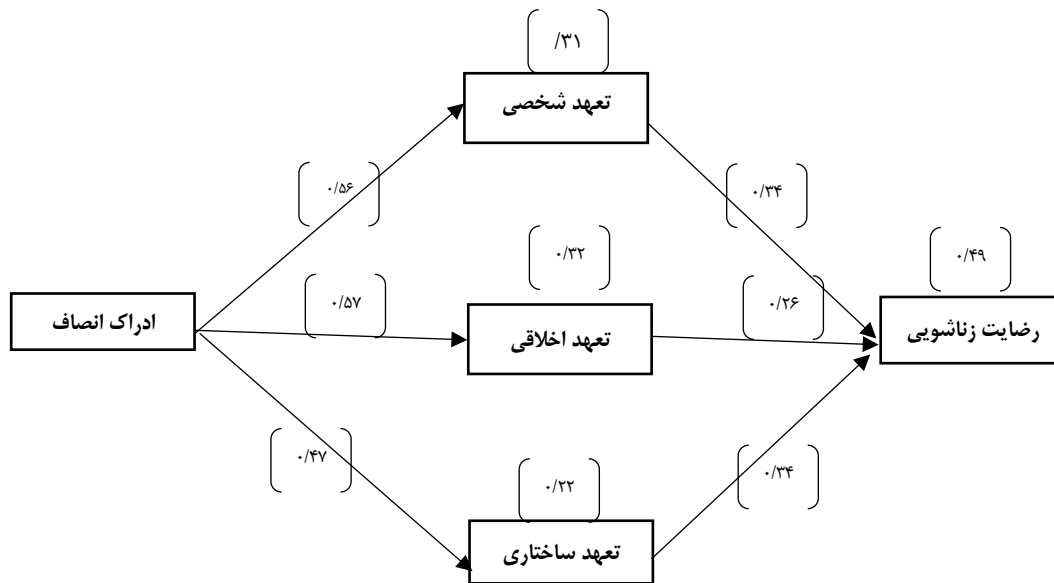 /۳۱
تعهد شخصی
۰/۵۶
۰/۳۴
۰/۳۲
۰/۴۹
۰/۵۷
۰/۲۶
ادراک انصاف
تعهد اخلاقی
رضایت زناشویی
۰/۴۷
۰/۲۲
۰/۳۴
تعهد ساختاری